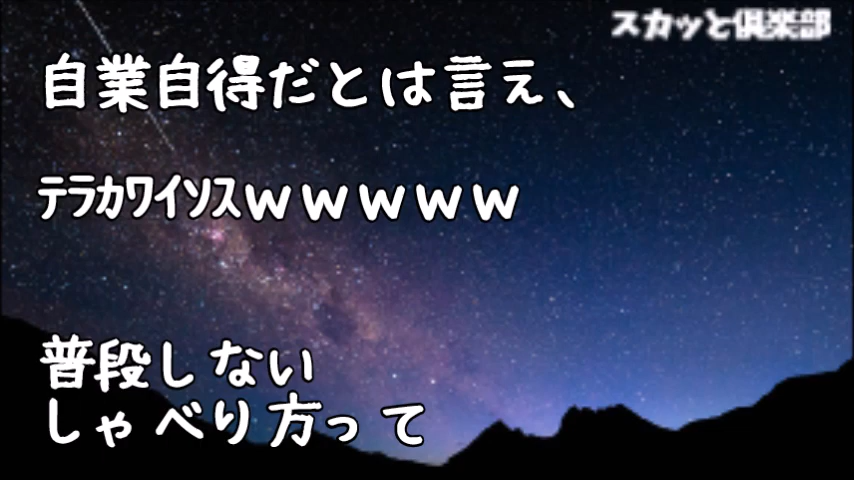 スカッと倶楽部
自業自得だとは言え、
ﾃﾗｶﾜｲｿｽｗｗｗｗｗ
普段しない
しゃべり方って